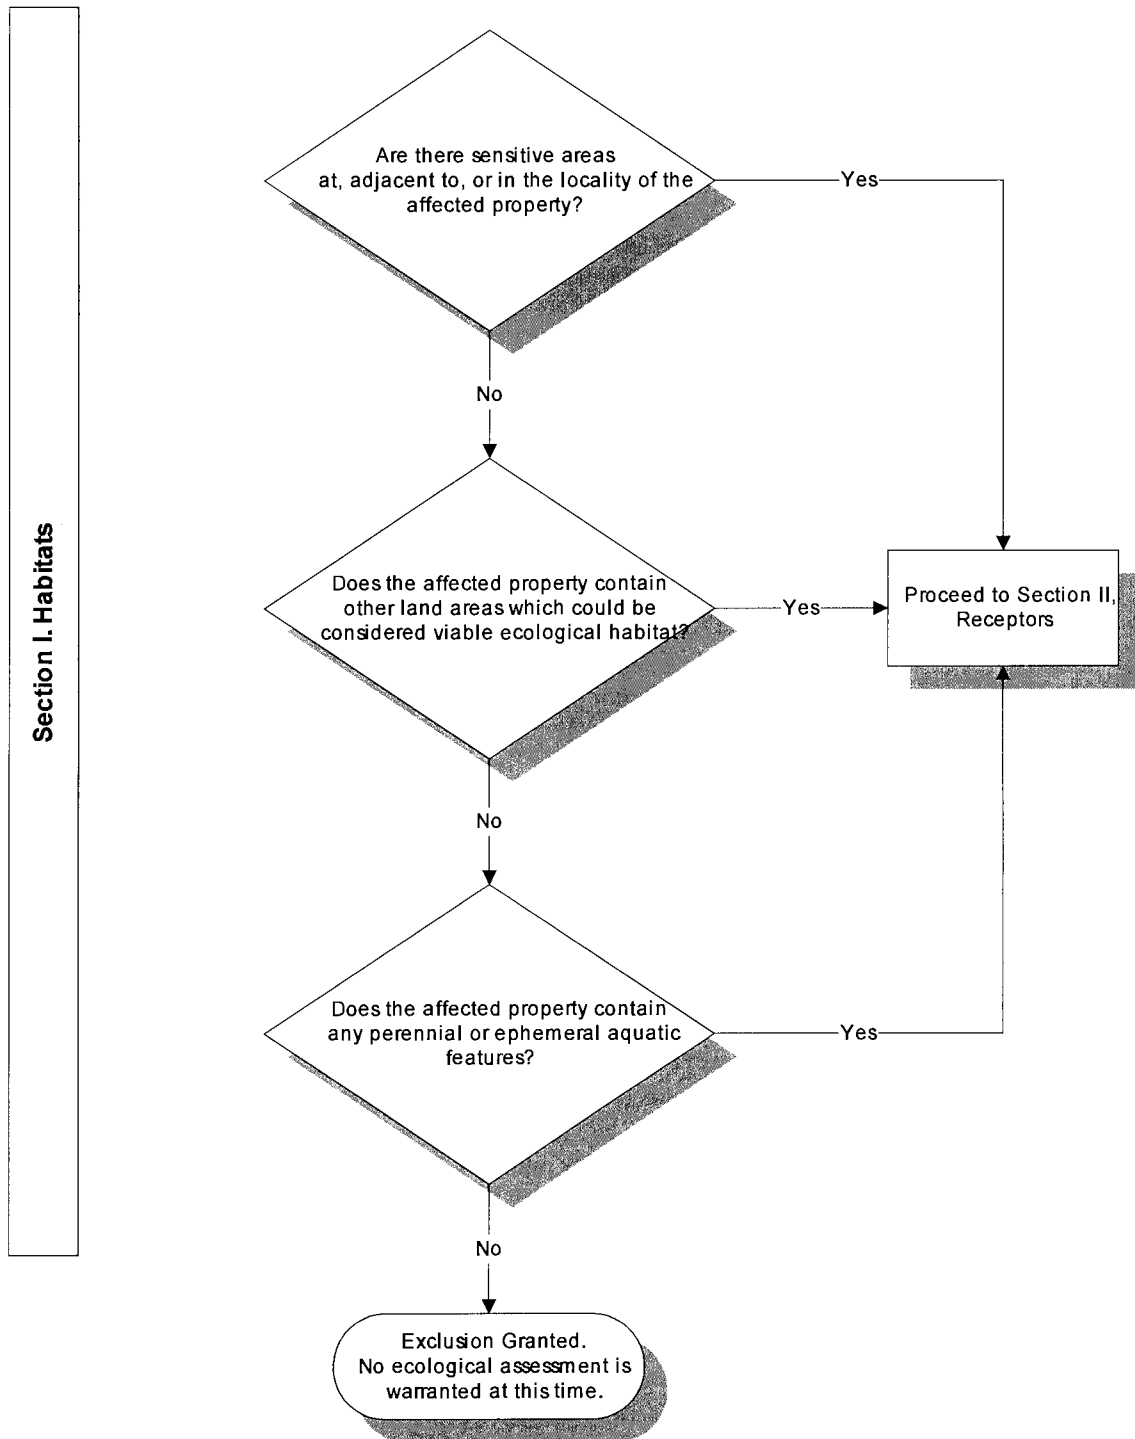 Section I. Habitats
Are there sensitive areas
at, adjacent to, or in the locality of the
affected property?
Yes
No
Does the affected property contain
other land areas which could be
considered viable ecological habitat?
Yes
Proceed to Section II,
Receptors
No
Does the affected property contain
any perennial or ephemeral aquatic
features?
Yes
No
Exclusion Granted.
No ecological assessment is
warranted at this time.